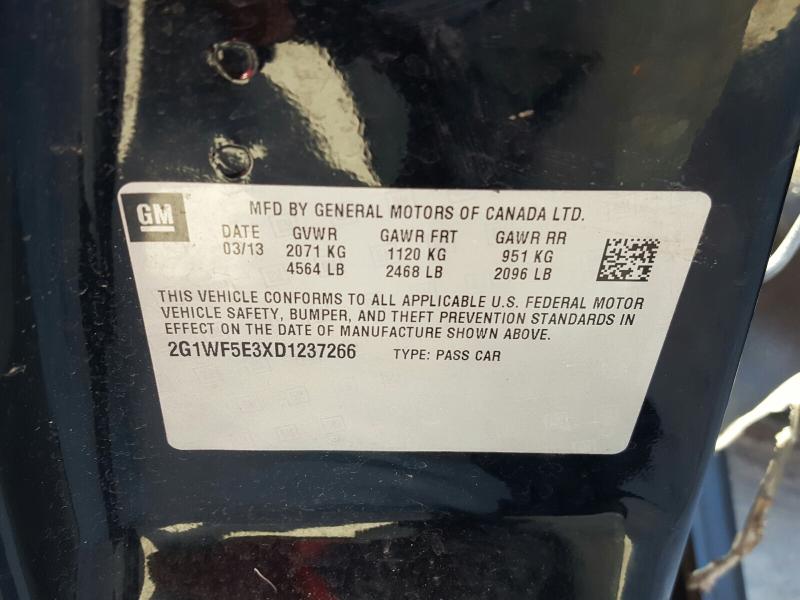 GM
MFD BY GENERAL MOTORS OF CANADA LTD.
DATE GVWR GAWR FRT GAWR RR
03/13 2071 KG 1120 KG 951 KG
4564 LB 2468 LB 2096 LB
THIS VEHICLE CONFORMS TO ALL APPLICABLE U.S. FEDERAL MOTOR
VEHICLE SAFETY, BUMPER, AND THEFT PREVENTION STANDARDS IN
EFFECT ON THE DATE OF MANUFACTURE SHOWN ABOVE.
2G1WF5E3XD1237266 TYPE: PASS CAR